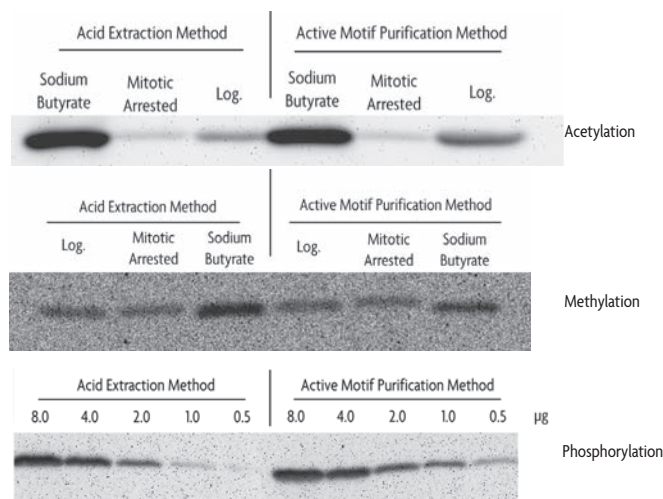 Acid Extraction Method Active Motif Purification Method
Sodium Butyrate Mitotic Arrested Log. Sodium Butyrate Mitotic Arrested Log.
Acetylation
Acid Extraction Method Active Motif Purification Method
Log. Mitotic Arrested Sodium Butyrate Log. Mitotic Arrested Sodium Butyrate
Methylation
Acid Extraction Method Active Motif Purification Method
8.0 4.0 2.0 1.0 0.5 8.0 4.0 2.0 1.0 0.5 µg
Phosphorylation